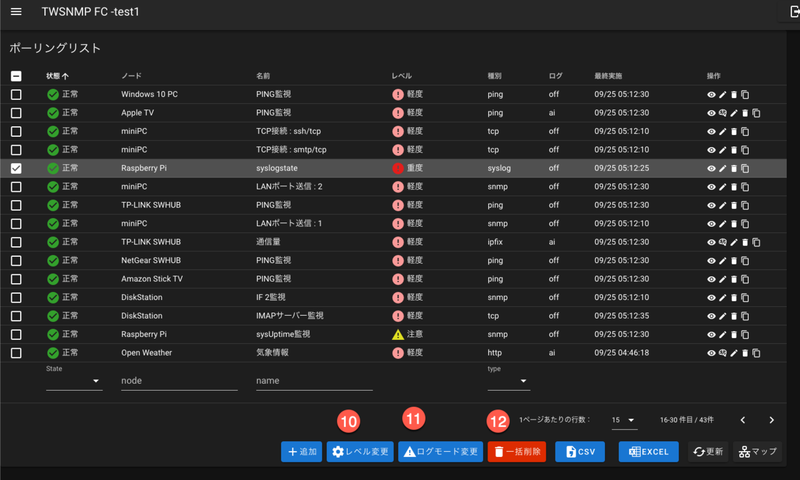 TWSNMP FC -test1
ポーリングリスト
状態 ノード 名前 レベル 種別 ログ 最終実施 操作
正常 Windows 10 PC PING監視 軽度 ping off 09/25 05:12:30
正常 Apple TV PING監視 軽度 ping ai 09/25 05:12:30
正常 miniPC TCP接続 : ssh/tcp 軽度 tcp off 09/25 05:12:10
正常 miniPC TCP接続 : smtp/tcp 軽度 tcp off 09/25 05:12:10
正常 Raspberry Pi syslogstate 重度 syslog off 09/25 05:12:25
正常 miniPC LANポート送信 : 2 軽度 snmp off 09/25 05:12:30
正常 TP-LINK SWHUB PING監視 軽度 ping off 09/25 05:12:30
正常 miniPC LANポート送信 : 1 軽度 snmp off 09/25 05:12:10
正常 TP-LINK SWHUB 通信量 軽度 ipfix ai 09/25 05:12:30
正常 NetGear SWHUB PING監視 軽度 ping off 09/25 05:12:30
正常 Amazon Stick TV PING監視 軽度 ping off 09/25 05:12:30
正常 DiskStation IF 2監視 軽度 snmp off 09/25 05:12:10
正常 DiskStation IMAPサーバー監視 軽度 tcp off 09/25 05:12:35
正常 Raspberry Pi sysUptime監視 注意 snmp off 09/25 05:12:30
正常 Open Weather 気象情報 軽度 http ai 09/25 04:46:18
State node name type
10 11 12
1ページあたりの行数： 15 16-30 件目 / 43件
追加 レベル変更 ログモード変更 一括削除 CSV EXCEL 更新 マップ